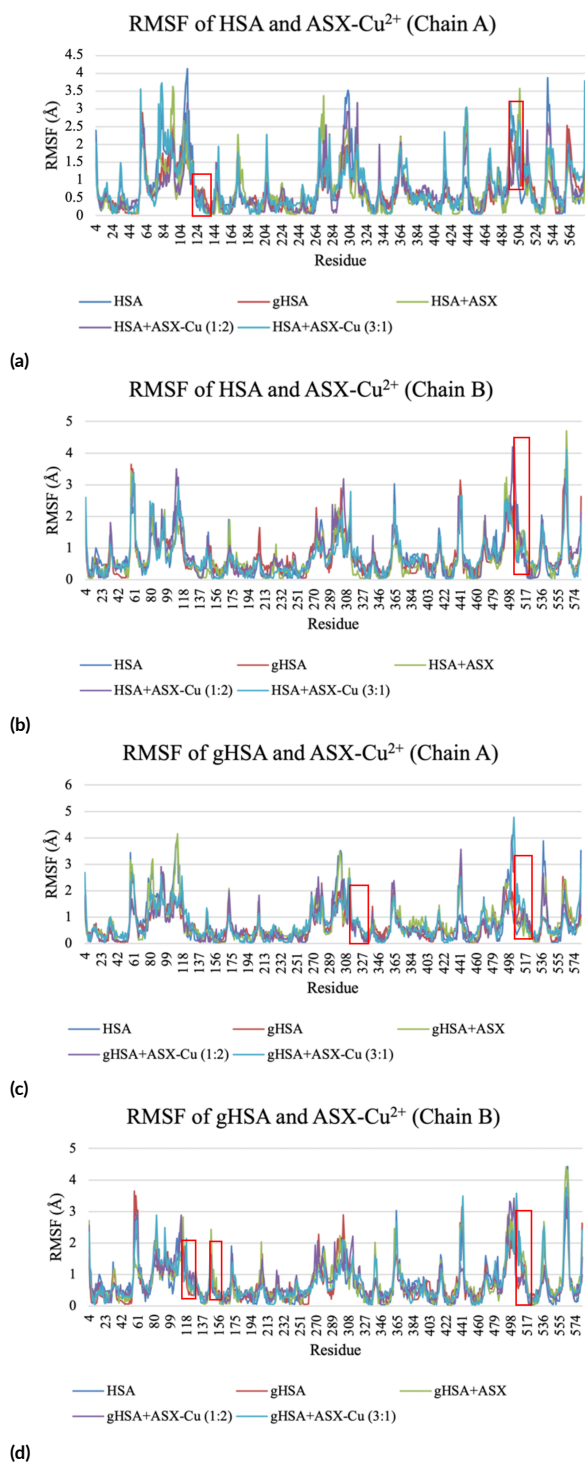 RMSF of HSA and ASX-Cu²⁺ (Chain A)
RMSF (Å)
4.5
4
3.5
3
2.5
2
1.5
1
0.5
0
4 24 44 64 84 104 124 144 164 184 204 224 244 264 284 304 324 344 364 384 404 424 444 464 484 504 524 544 564
Residue
HSA gHSA HSA+ASX
HSA+ASX-Cu (1:2) HSA+ASX-Cu (3:1)
(a)
RMSF of HSA and ASX-Cu²⁺ (Chain B)
RMSF (Å)
5
4
3
2
1
0
4 23 42 61 80 99 118 137 156 175 194 213 232 251 270 289 308 327 346 365 384 403 422 441 460 479 498 517 536 555 574
Residue
HSA gHSA HSA+ASX
HSA+ASX-Cu (1:2) HSA+ASX-Cu (3:1)
(b)
RMSF of gHSA and ASX-Cu²⁺ (Chain A)
RMSF (Å)
6
5
4
3
2
1
0
4 23 42 61 80 99 118 137 156 175 194 213 232 251 270 289 308 327 346 365 384 403 422 441 460 479 498 517 536 555 574
Residue
HSA gHSA gHSA+ASX
gHSA+ASX-Cu (1:2) gHSA+ASX-Cu (3:1)
(c)
RMSF of gHSA and ASX-Cu²⁺ (Chain B)
RMSF (Å)
5
4
3
2
1
0
4 23 42 61 80 99 118 137 156 175 194 213 232 251 270 289 308 327 346 365 384 403 422 441 460 479 498 517 536 555 574
Residue
HSA gHSA gHSA+ASX
gHSA+ASX-Cu (1:2) gHSA+ASX-Cu (3:1)
(d)